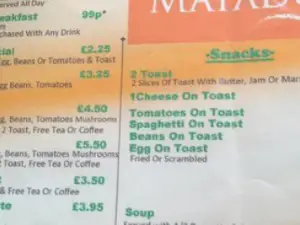 erved All Day
eakfast 99p*
chased With Any Drink
cial £2.25
gg, Beans Or Tomatoes & Toast
£3.25
gg Beans, Tomatoes
£4.50
, Beans, Tomatoes Mushrooms
2 Toast, Free Tea Or Coffee
£5.50
g, Beans, Tomatoes Mushrooms
Toast, Free Tea Or Coffee
£3.50
& Free Tea Or Coffee
£3.95
-Snacks-
2 Toast
2 Slices Of Toast With Butter, Jam Or Mar
1Cheese On Toast
Tomatoes On Toast
Spaghetti On Toast
Beans On Toast
Egg On Toast
Fried Or Scrambled
Soup